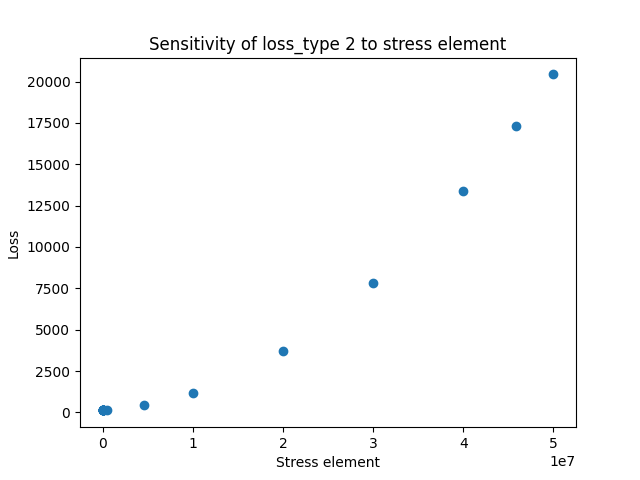 Sensitivity of loss_type 2 to stress element
20000
17500
15000
12500
10000
7500
5000
2500
0
Loss
0 1 2 3 4 5
1e7
Stress element